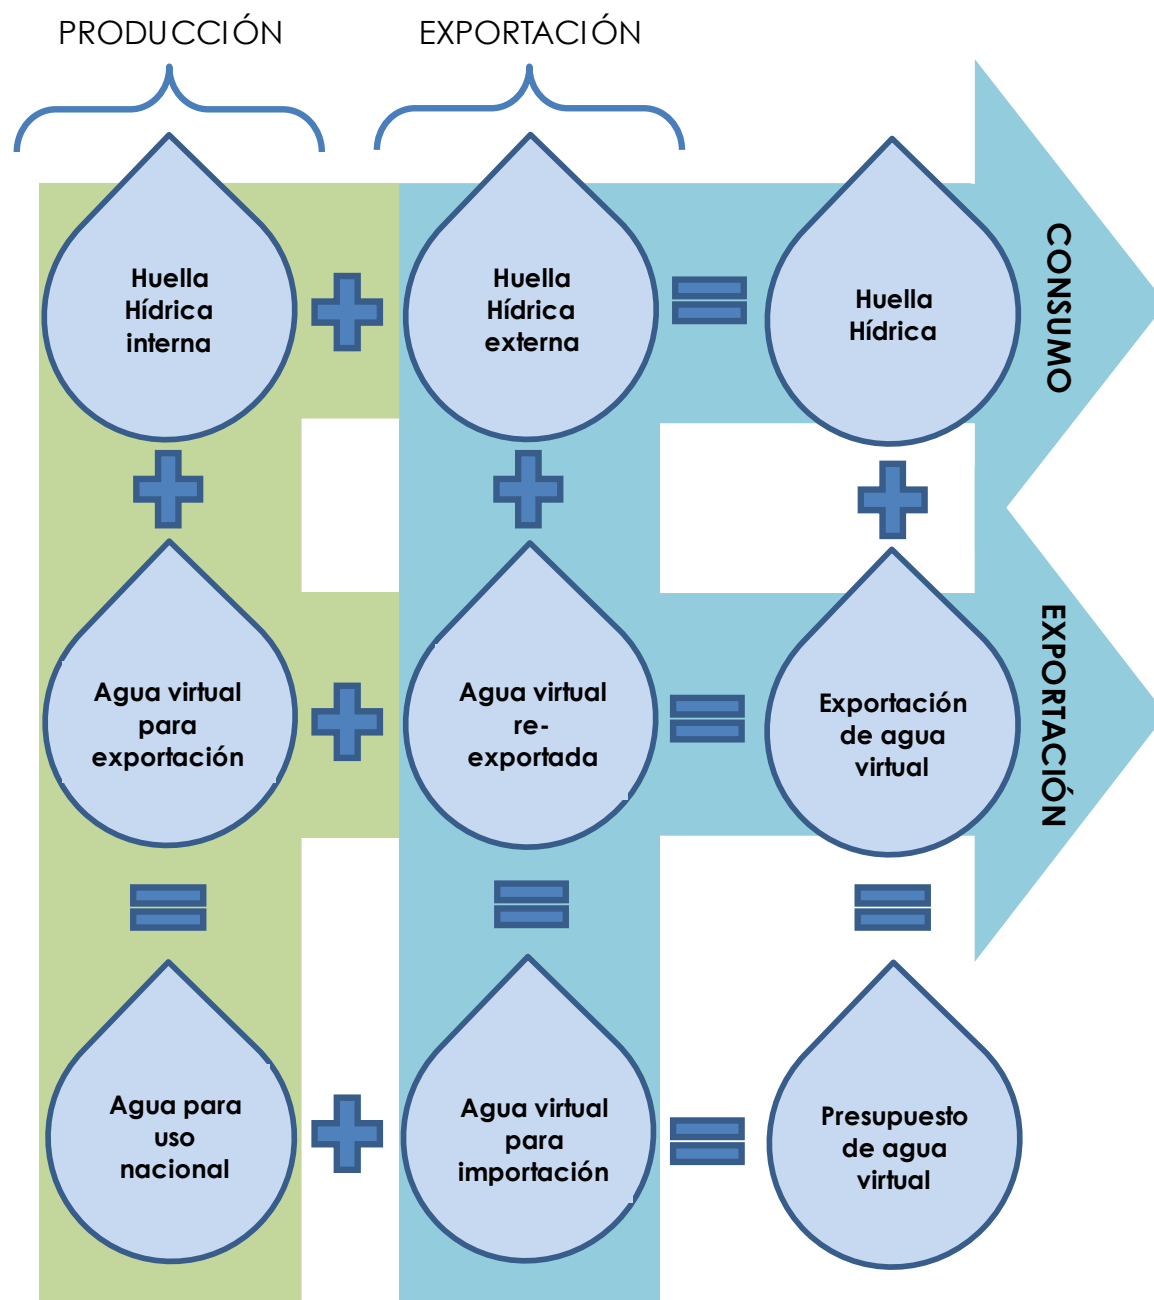 PRODUCCIÓN
EXPORTACIÓN
Huella
Hídrica
interna
Huella
Hídrica
externa
Huella
Hídrica
CONSUMO
Agua virtual
para
exportación
Agua virtual
re-
exportada
Exportación
de agua
virtual
EXPORTACIÓN
Agua para
uso
nacional
Agua virtual
para
importación
Presupuesto
de agua
virtual